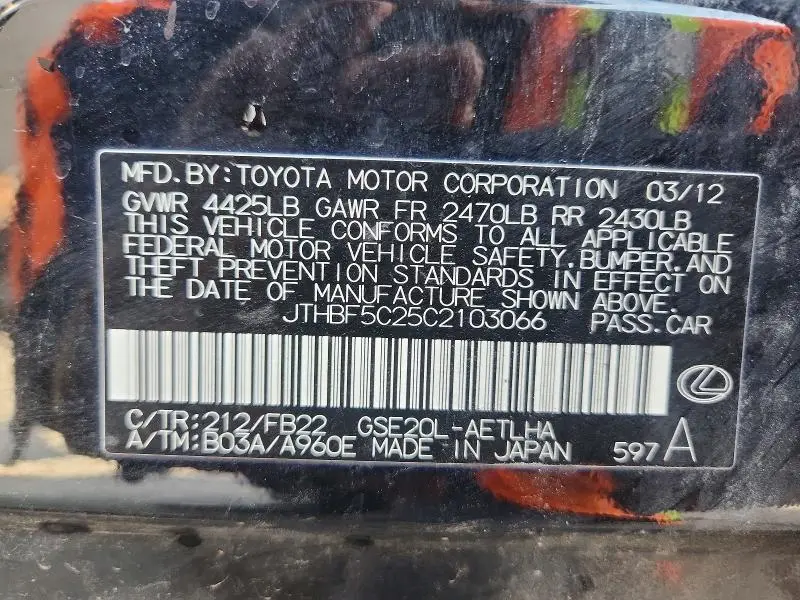 MFD. BY: TOYOTA MOTOR CORPORATION 03/12
GVWR 4425LB GAWR FR 2470LB RR 2430LB
THIS VEHICLE CONFORMS TO ALL APPLICABLE
FEDERAL MOTOR VEHICLE SAFETY, BUMPER, AND
THEFT PREVENTION STANDARDS IN EFFECT ON
THE DATE OF MANUFACTURE SHOWN ABOVE.
JTHBF5C25C2103066 PASS. CAR
C/TR: 212/FB22 GSE20L-AETLHA
A/TM: B03A/A960E MADE IN JAPAN 597A